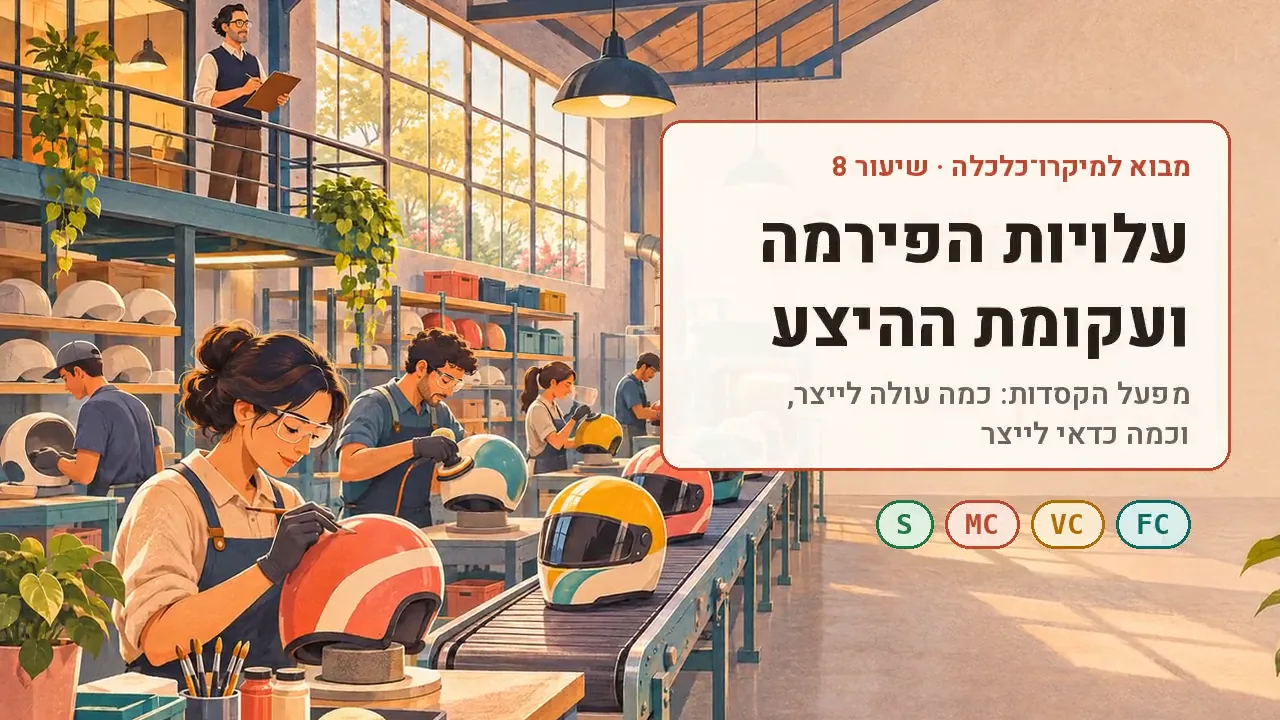 מבוא למיקרו־כלכלה · שיעור 8
עלויות הפירמה
ועקומת ההיצע
מפעל הקסדות: כמה עולה לייצר,
וכמה כדאי לייצר
FC VC MC S